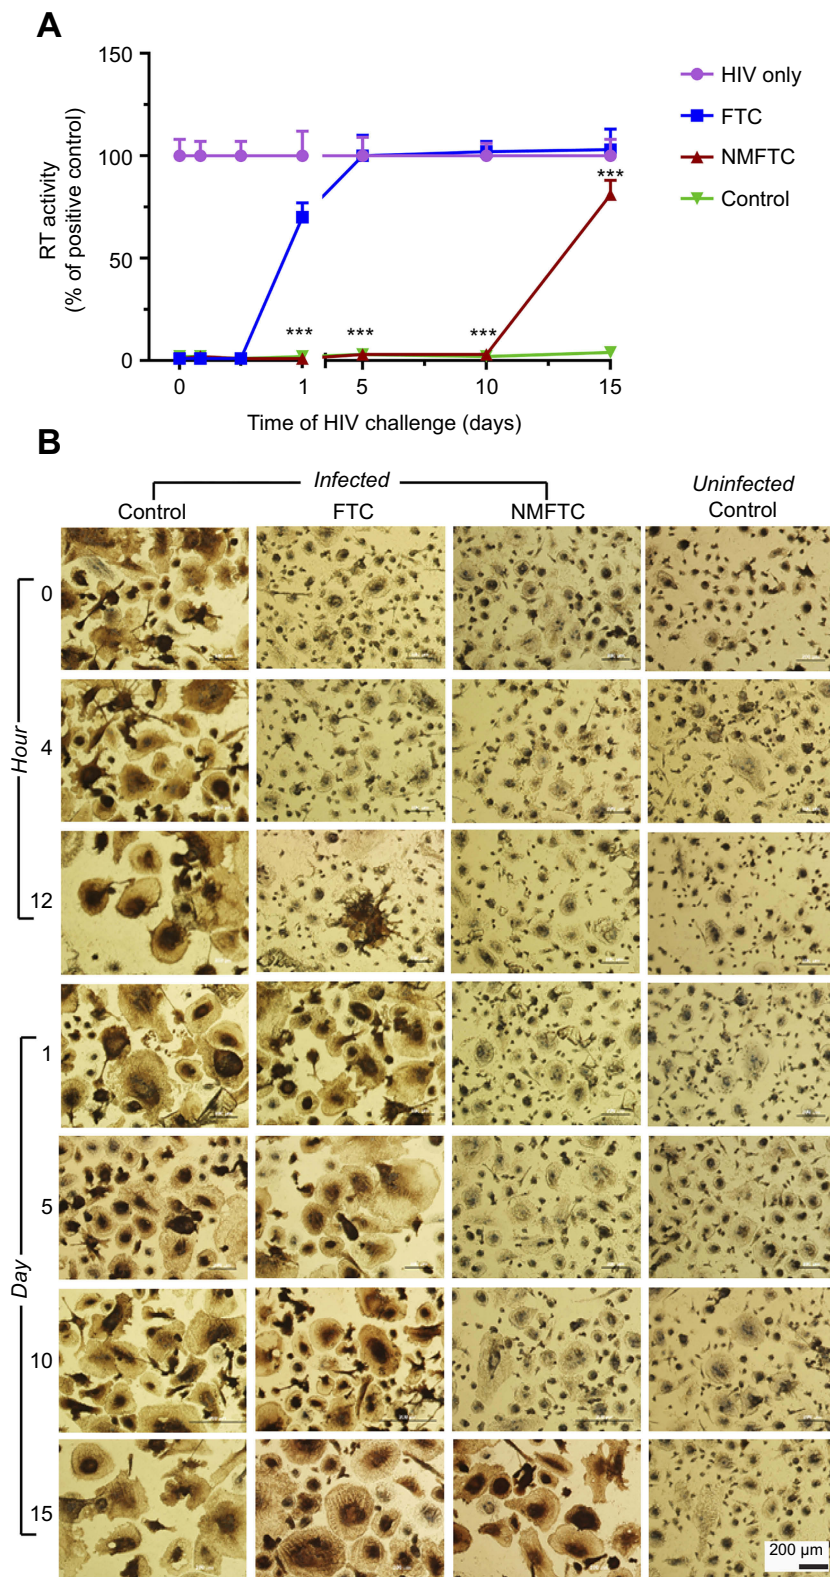 A
150
100
50
0
RT activity
(% of positive control)
0 1 5 10 15
Time of HIV challenge (days)
*** *** *** ***
HIV only
FTC
NMFTC
Control
B
Infected
Uninfected
Control FTC NMFTC Control
Hour
0
4
12
Day
1
5
10
15
200 µm